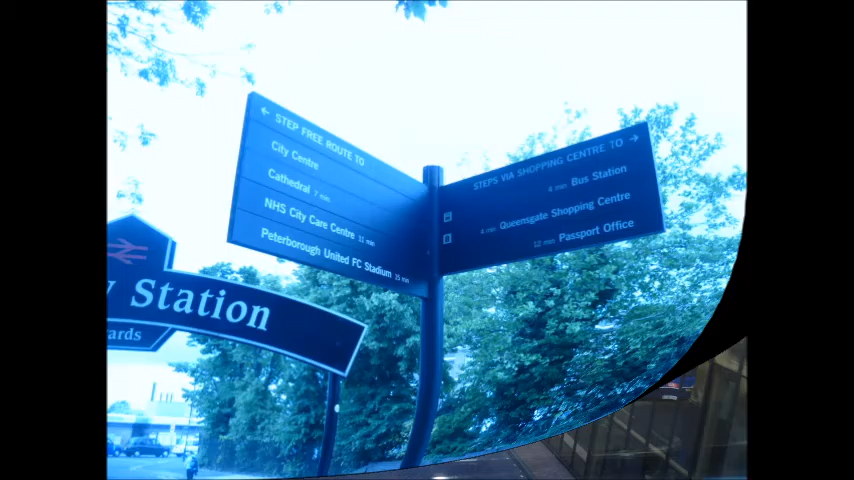 ← STEP FREE ROUTE TO
City Centre
Cathedral 7 min
NHS City Care Centre 11 min
Peterborough United FC Stadium 25 min
STEPS VIA SHOPPING CENTRE TO →
4 min Bus Station
4 min Queensgate Shopping Centre
12 min Passport Office
y Station
ards